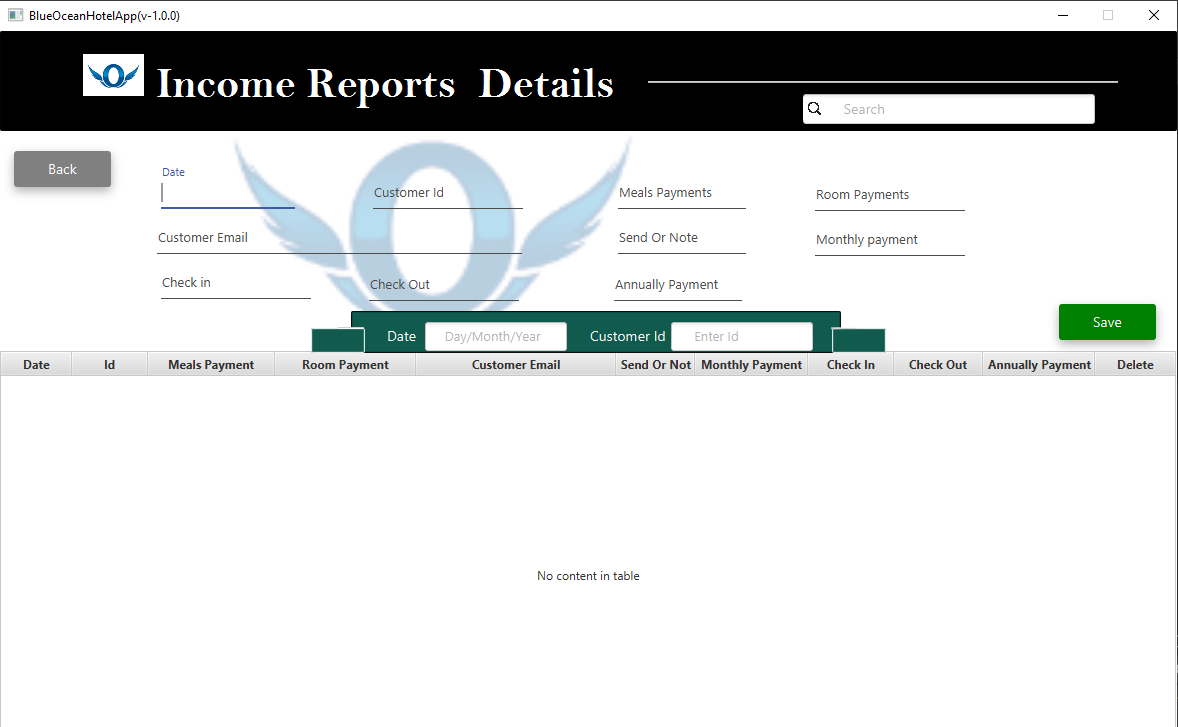 BlueOceanHotelApp(v-1.0.0)
Income Reports Details
Search
Back
Date
Customer Id
Meals Payments
Room Payments
Customer Email
Send Or Note
Monthly payment
Check in
Check Out
Annually Payment
Save
Date Day/Month/Year Customer Id Enter Id
Date Id Meals Payment Room Payment Customer Email Send Or Not Monthly Payment Check In Check Out Annually Payment Delete
No content in table